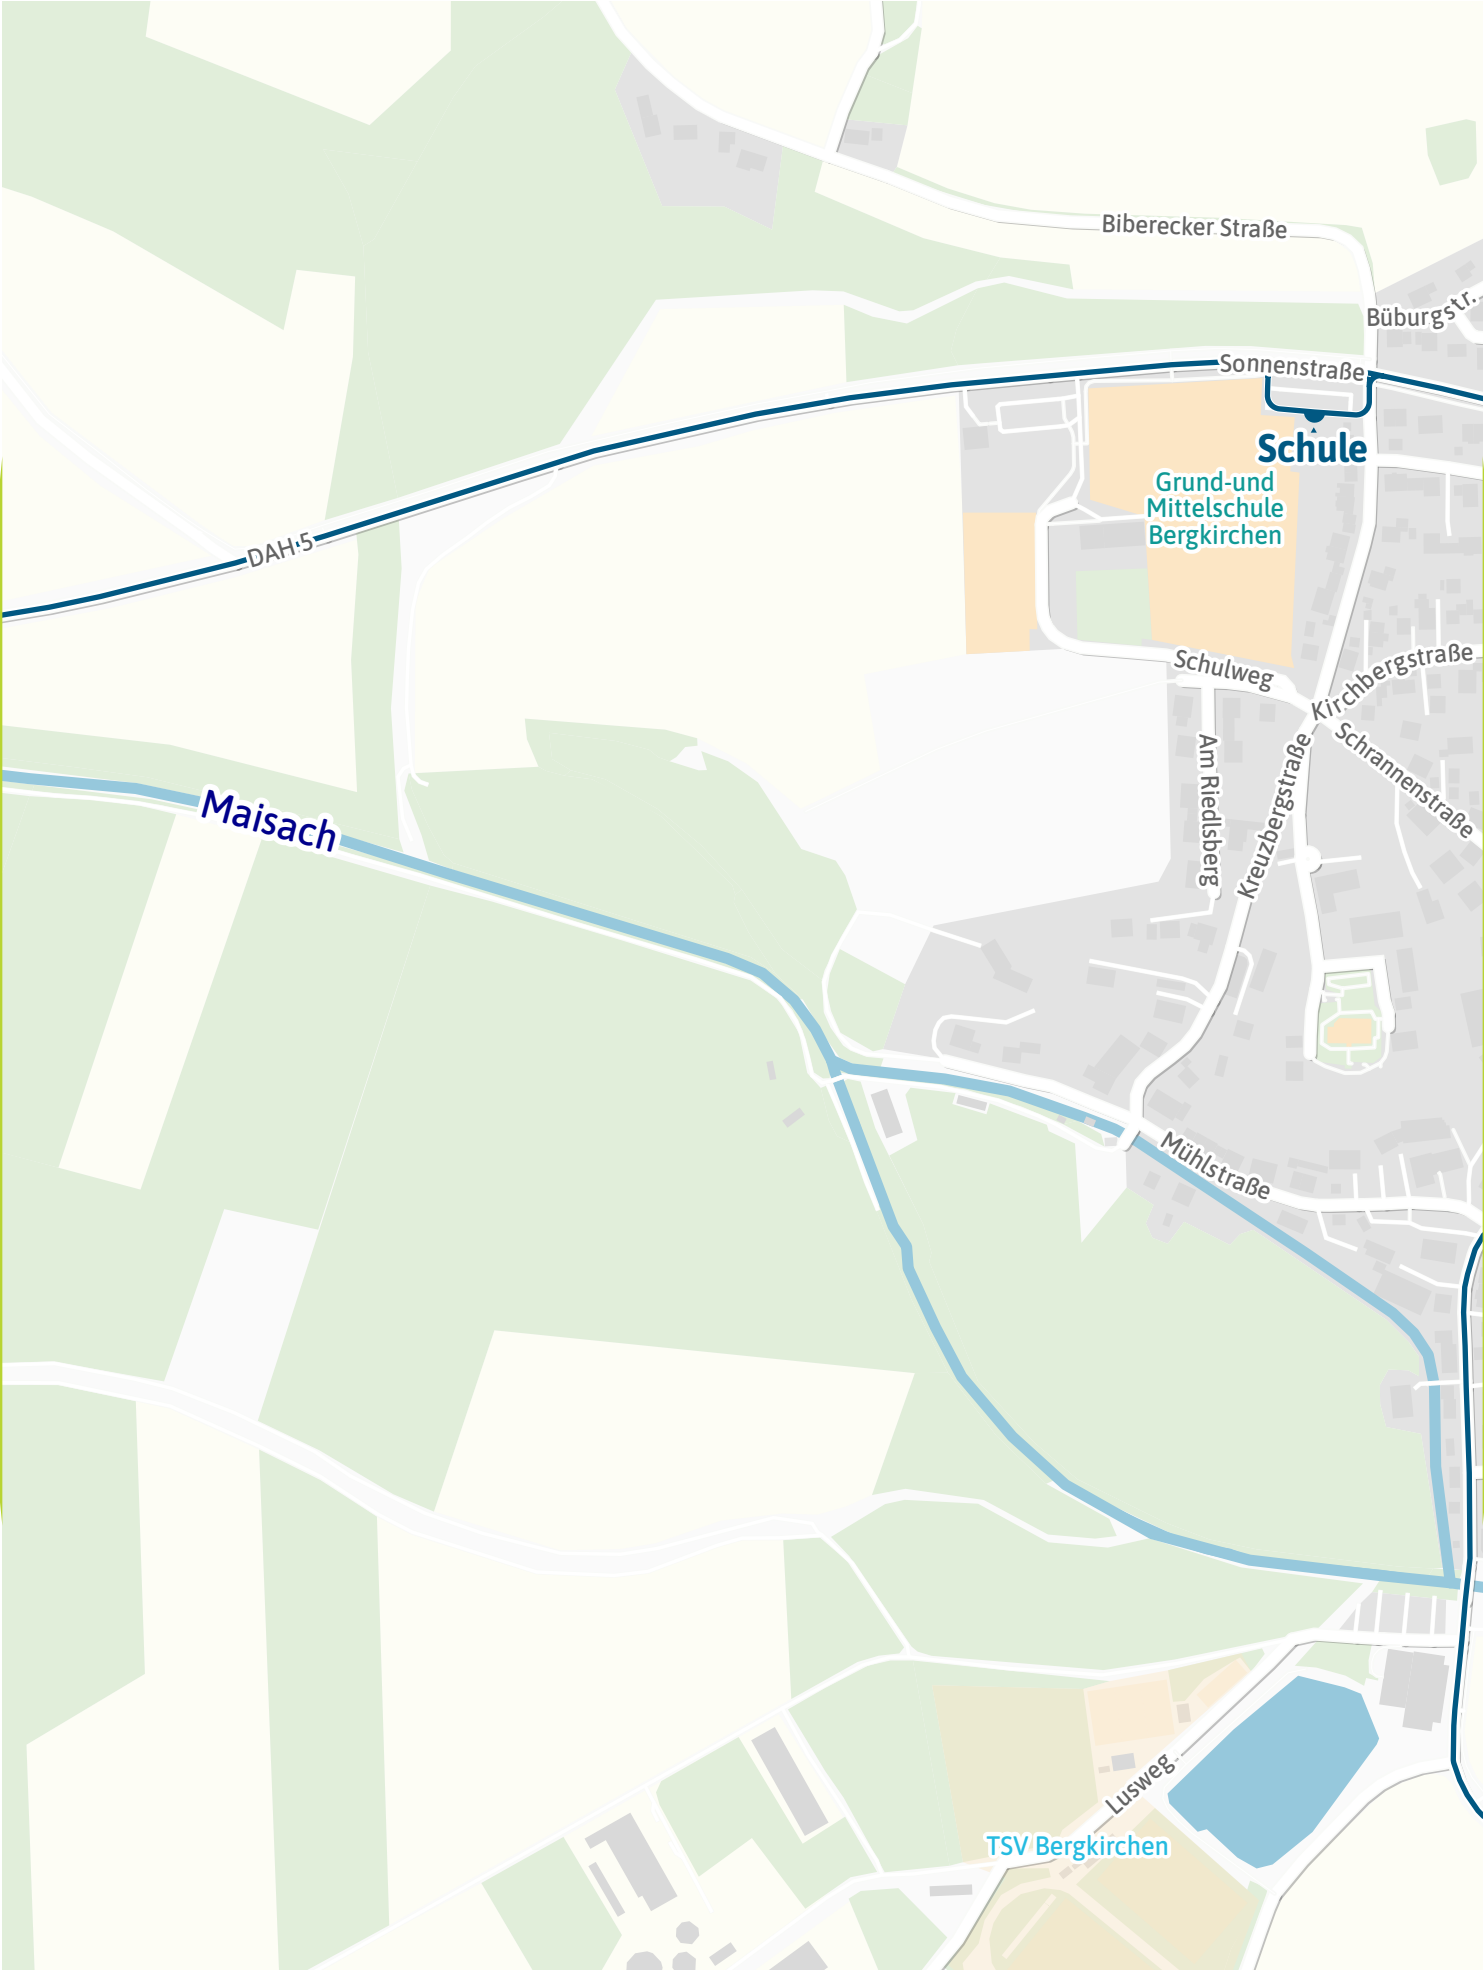 Biberecker Straße
Büburgstr.
Sonnenstraße
Schule
Grund-und
Mittelschule
Bergkirchen
DAH 5
Schulweg
Kirchbergstraße
Schrannenstraße
Am Riedlsberg
Kreuzbergstraße
Maisach
Mühlstraße
Lusweg
TSV Bergkirchen